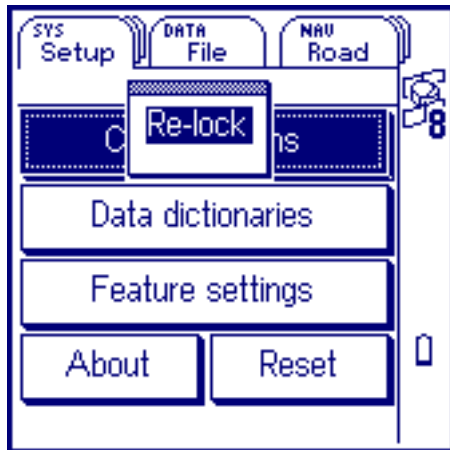 SYS DATA NAV
Setup File Road
Re-lock
8
Data dictionaries
Feature settings
About Reset